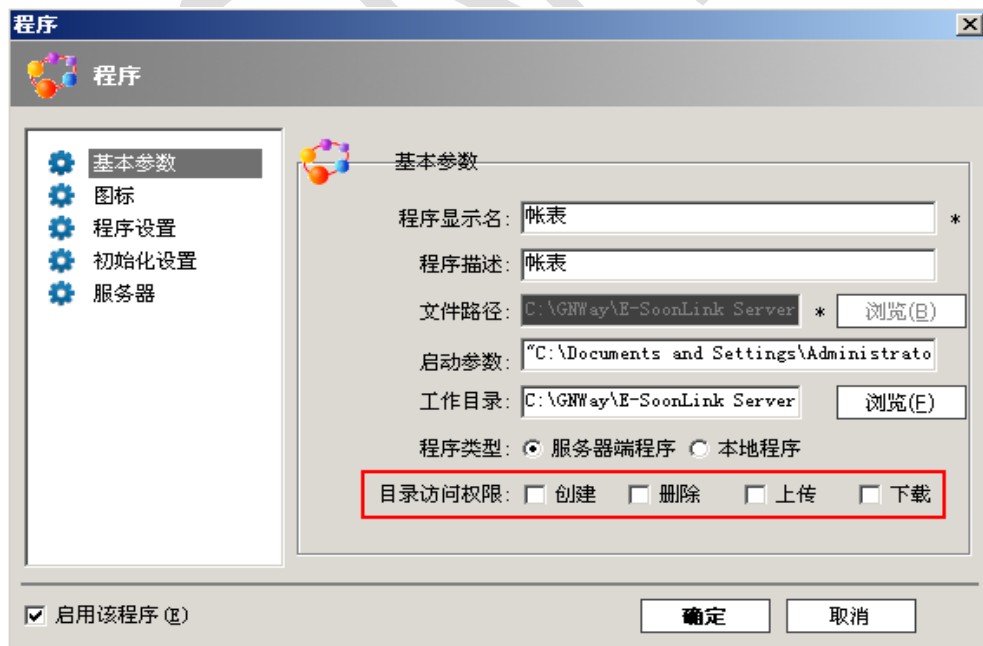 程序
程序
基本参数
图标
程序设置
初始化设置
服务器
基本参数
程序显示名: 帐表 *
程序描述: 帐表
文件路径: C:\GNWay\E-SoonLink Server * 浏览(B)
启动参数: "C:\Documents and Settings\Administrato
工作目录: C:\GNWay\E-SoonLink Server 浏览(F)
程序类型: 服务器端程序 本地程序
目录访问权限: 创建 删除 上传 下载
启用该程序(E) 确定 取消